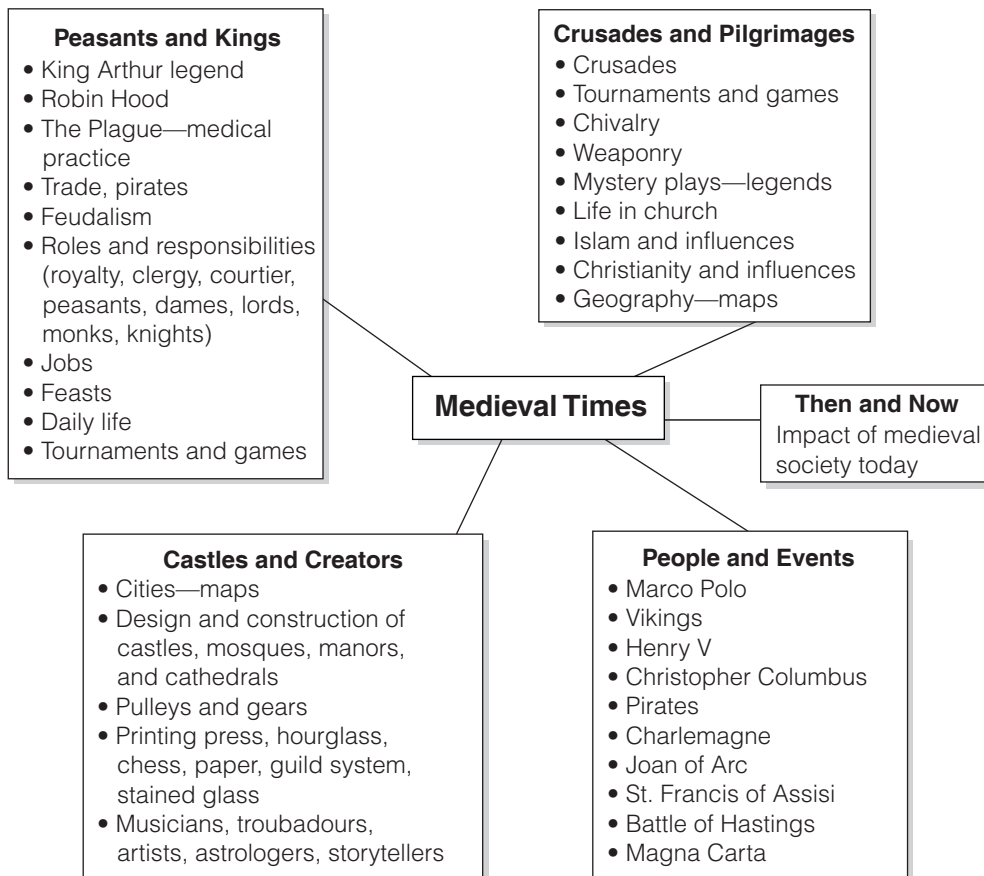 Peasants and Kings
• King Arthur legend
• Robin Hood
• The Plague—medical
practice
• Trade, pirates
• Feudalism
• Roles and responsibilities
(royalty, clergy, courtier,
peasants, dames, lords,
monks, knights)
• Jobs
• Feasts
• Daily life
• Tournaments and games
Crusades and Pilgrimages
• Crusades
• Tournaments and games
• Chivalry
• Weaponry
• Mystery plays—legends
• Life in church
• Islam and influences
• Christianity and influences
• Geography—maps
Medieval Times
Then and Now
Impact of medieval
society today
Castles and Creators
• Cities—maps
• Design and construction of
castles, mosques, manors,
and cathedrals
• Pulleys and gears
• Printing press, hourglass,
chess, paper, guild system,
stained glass
• Musicians, troubadours,
artists, astrologers, storytellers
People and Events
• Marco Polo
• Vikings
• Henry V
• Christopher Columbus
• Pirates
• Charlemagne
• Joan of Arc
• St. Francis of Assisi
• Battle of Hastings
• Magna Carta